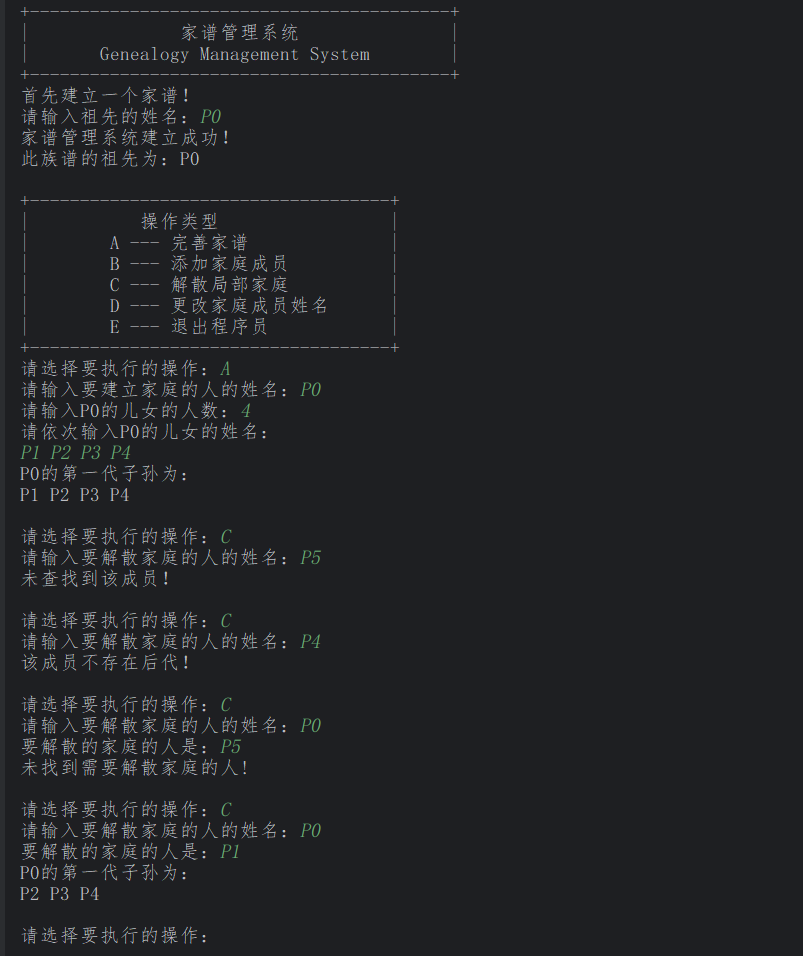 +------------------------------------------+
| 家谱管理系统 |
| Genealogy Management System |
+------------------------------------------+
首先建立一个家谱!
请输入祖先的姓名: P0
家谱管理系统建立成功!
此族谱的祖先为: P0
+------------------------------------+
| 操作类型 |
| A --- 完善家谱 |
| B --- 添加家庭成员 |
| C --- 解散局部家庭 |
| D --- 更改家庭成员姓名 |
| E --- 退出程序员 |
+------------------------------------+
请选择要执行的操作: A
请输入要建立家庭的人的姓名: P0
请输入P0的儿女的人数: 4
请依次输入P0的儿女的姓名:
P1 P2 P3 P4
P0的第一代子孙为:
P1 P2 P3 P4
请选择要执行的操作: C
请输入要解散家庭的人的姓名: P5
未查找到该成员!
请选择要执行的操作: C
请输入要解散家庭的人的姓名: P4
该成员不存在后代!
请选择要执行的操作: C
请输入要解散家庭的人的姓名: P0
要解散的家庭的人是: P5
未找到需要解散家庭的人!
请选择要执行的操作: C
请输入要解散家庭的人的姓名: P0
要解散的家庭的人是: P1
P0的第一代子孙为:
P2 P3 P4
请选择要执行的操作: